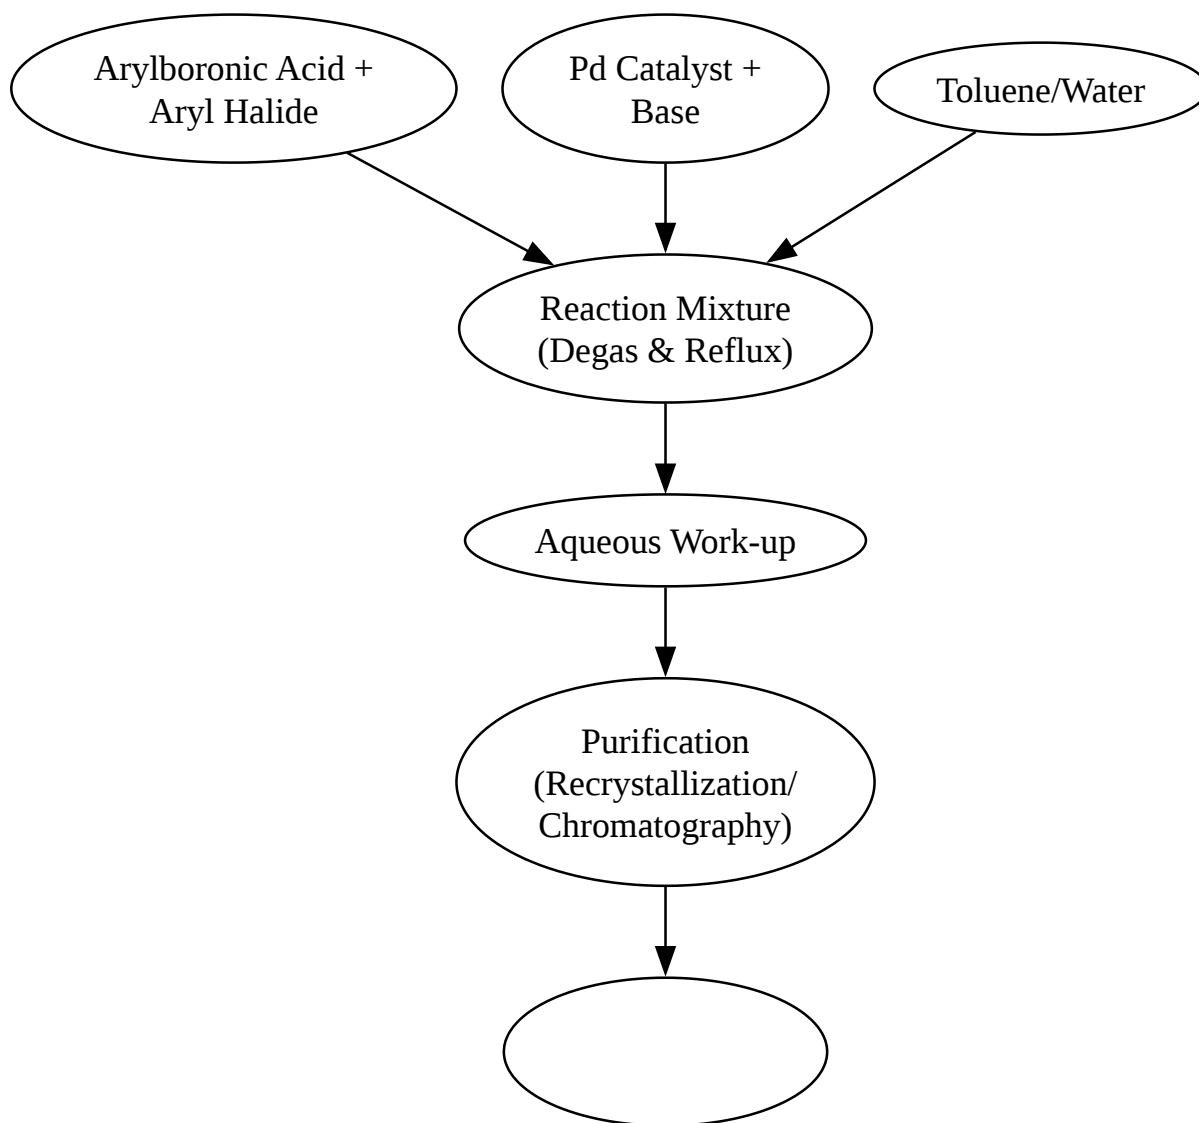 Arylboronic Acid +
Aryl Halide
Pd Catalyst +
Base
Toluene/Water
Reaction Mixture
(Degas & Reflux)
Aqueous Work-up
Purification
(Recrystallization/
Chromatography)